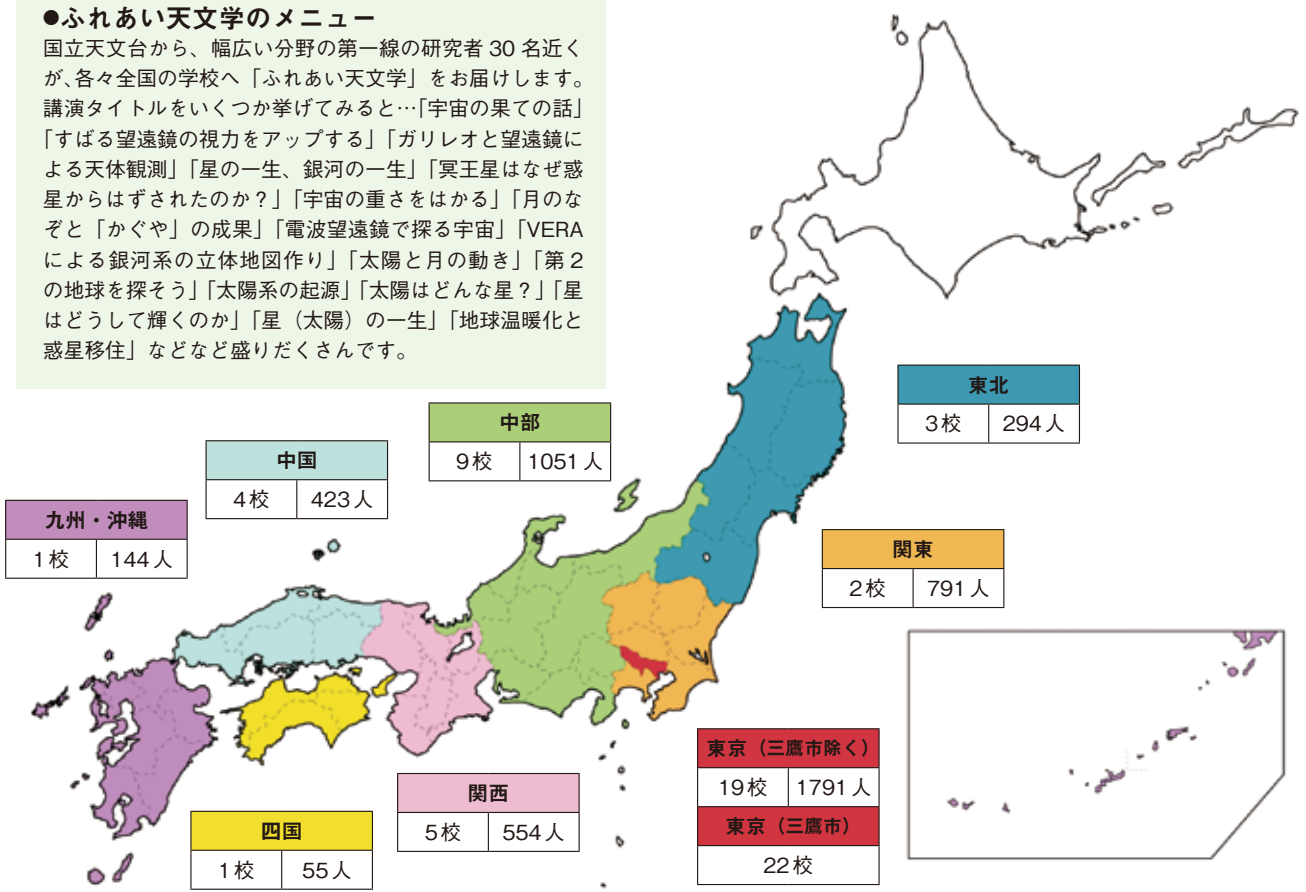 ●ふれあい天文学のメニュー
国立天文台から、幅広い分野の第一線の研究者 30 名近く
が、各々全国の学校へ「ふれあい天文学」をお届けします。
講演タイトルをいくつか挙げてみると…「宇宙の果ての話」
「すばる望遠鏡の視力をアップする」「ガリレオと望遠鏡に
よる天体観測」「星の一生、銀河の一生」「冥王星はなぜ惑
星からはずされたのか？」「宇宙の重さをはかる」「月のな
ぞと「かぐや」の成果」「電波望遠鏡で探る宇宙」「VERA
による銀河系の立体地図作り」「太陽と月の動き」「第 2
の地球を探そう」「太陽系の起源」「太陽はどんな星？」「星
はどうして輝くのか」「星（太陽）の一生」「地球温暖化と
惑星移住」などなど盛りだくさんです。
東北
3校 294人
中部
9校 1051人
中国
4校 423人
九州・沖縄
1校 144人
関東
2校 791人
東京（三鷹市除く）
19校 1791人
東京（三鷹市）
22校
関西
5校 554人
四国
1校 55人